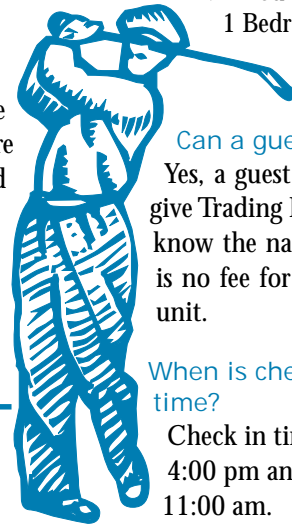 1 Bedr
Can a gue
Yes, a guest
give Trading
know the na
is no fee for
unit.
When is che
time?
Check in tim
4:00 pm an
11:00 am.